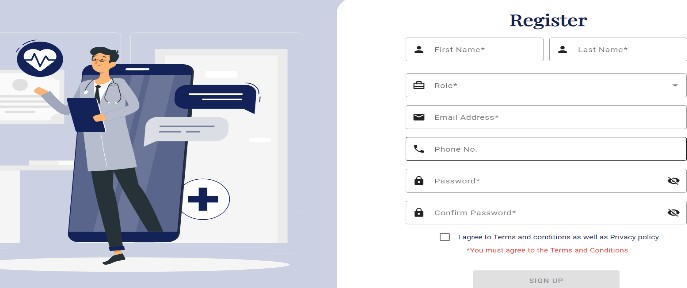 Register
First Name*
Last Name*
Role*
Email Address*
Phone No.
Password*
Confirm Password*
I agree to Terms and conditions as well as Privacy policy
*You must agree to the Terms and Conditions
SIGN UP